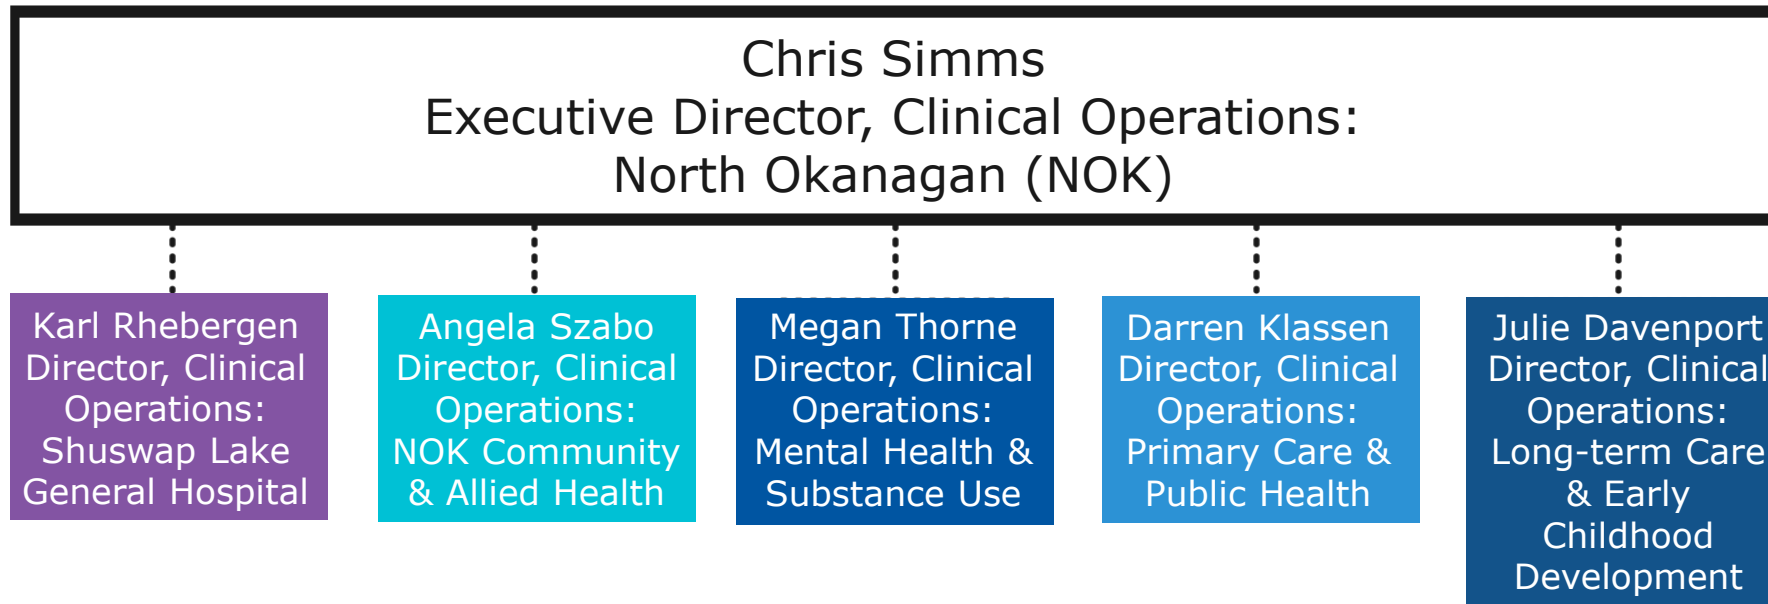 Chris Simms
Executive Director, Clinical Operations:
North Okanagan (NOK)
Karl Rhebergen
Director, Clinical
Operations:
Shuswap Lake
General Hospital
Angela Szabo
Director, Clinical
Operations:
NOK Community
& Allied Health
Megan Thorne
Director, Clinical
Operations:
Mental Health &
Substance Use
Darren Klassen
Director, Clinical
Operations:
Primary Care &
Public Health
Julie Davenport
Director, Clinical
Operations:
Long-term Care
& Early
Childhood
Development